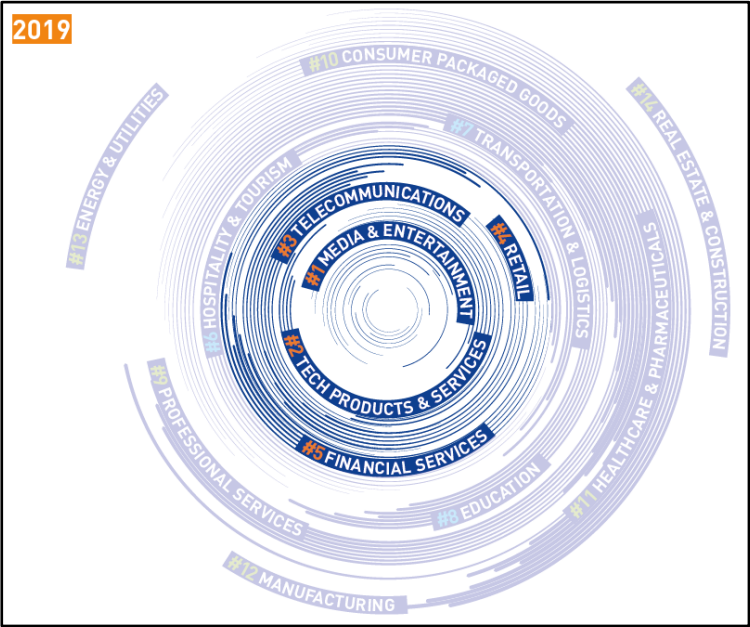 2019
#1 MEDIA & ENTERTAINMENT
#2 TECH PRODUCTS & SERVICES
#3 TELECOMMUNICATIONS
#4 RETAIL
#5 FINANCIAL SERVICES
#6 HOSPITALITY & TOURISM
#7 TRANSPORTATION & LOGISTICS
#8 EDUCATION
#9 PROFESSIONAL SERVICES
#10 CONSUMER PACKAGED GOODS
#11 HEALTHCARE & PHARMACEUTICALS
#12 MANUFACTURING
#13 ENERGY & UTILITIES
#14 REAL ESTATE & CONSTRUCTION